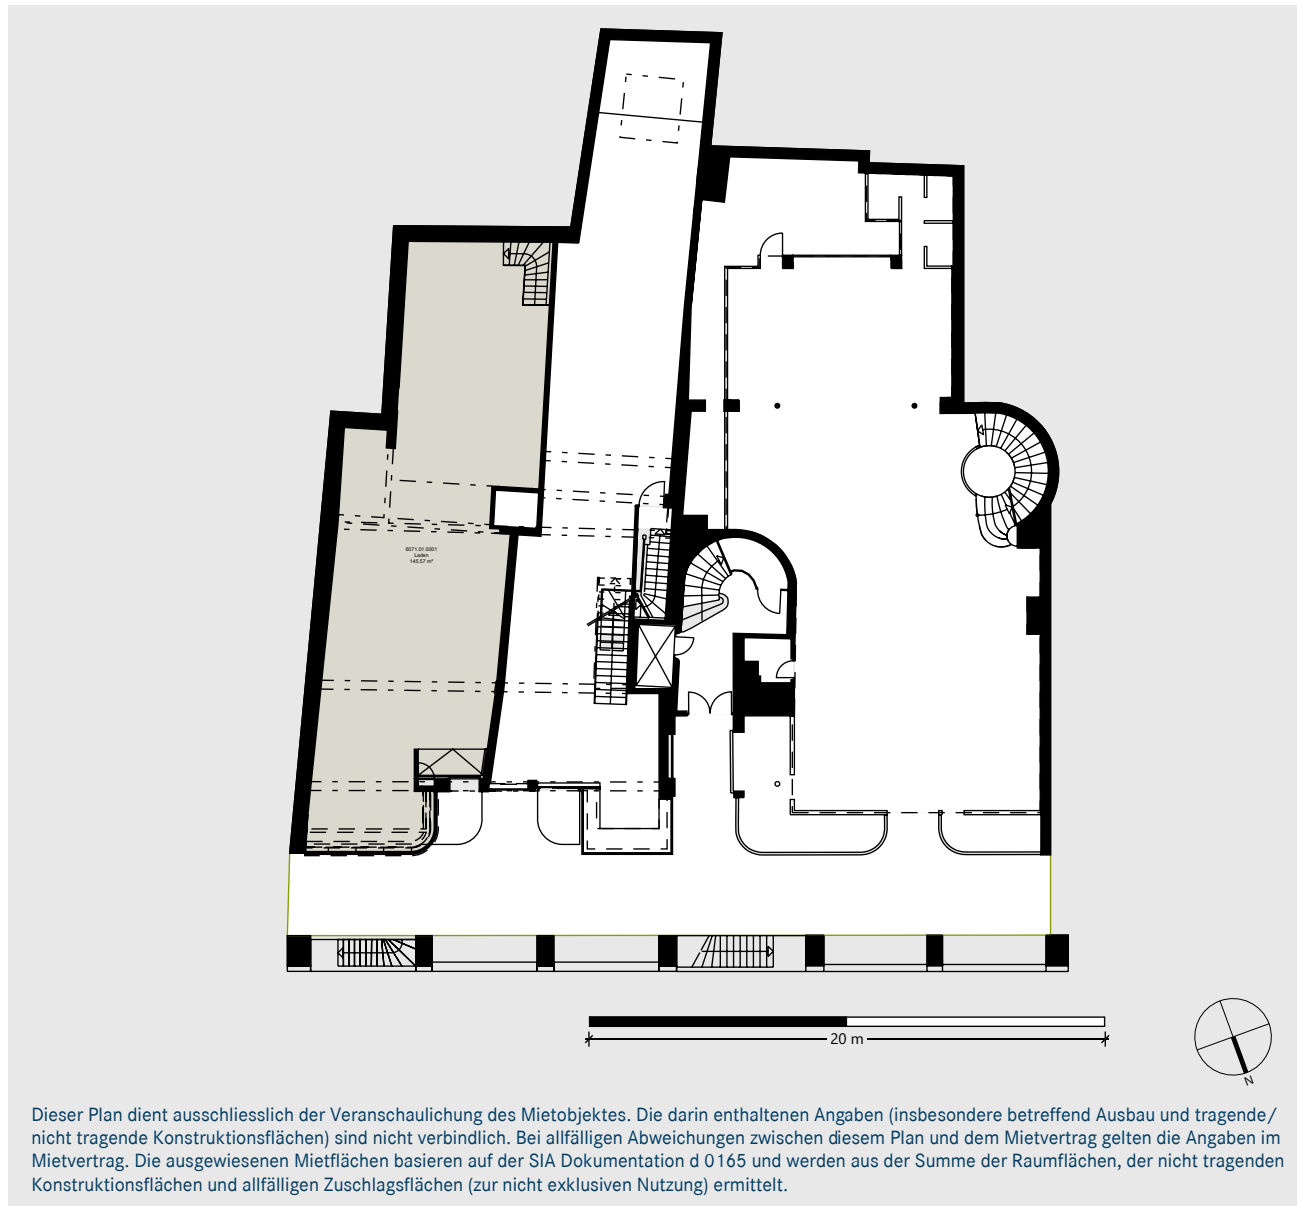 6071.01.0001
Laden
145.57 m²
20 m
N
Dieser Plan dient ausschliesslich der Veranschaulichung des Mietobjektes. Die darin enthaltenen Angaben (insbesondere betreffend Ausbau und tragende/
nicht tragende Konstruktionsflächen) sind nicht verbindlich. Bei allfälligen Abweichungen zwischen diesem Plan und dem Mietvertrag gelten die Angaben im
Mietvertrag. Die ausgewiesenen Mietflächen basieren auf der SIA Dokumentation d 0165 und werden aus der Summe der Raumflächen, der nicht tragenden
Konstruktionsflächen und allfälligen Zuschlagsflächen (zur nicht exklusiven Nutzung) ermittelt.